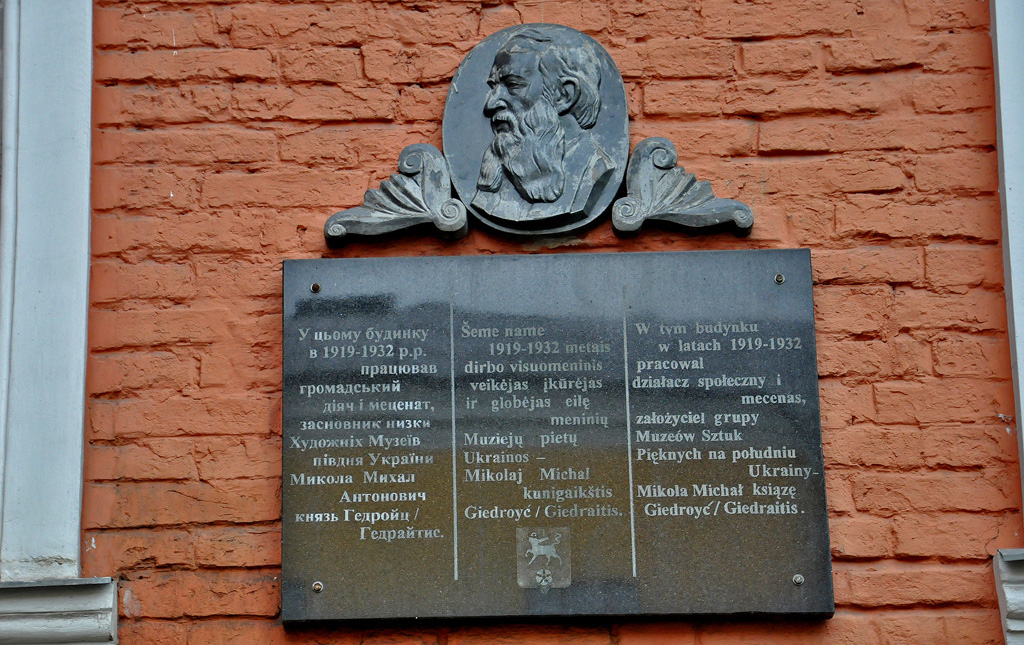 У цьому будинку
в 1919-1932 р.р.
працював
громадський
діяч і меценат,
засновник низки
Художніх Музеїв
півдня України
Микола Михал
Антонович
князь Гедройц /
Гедрайтис.
Šeme name
1919-1932 metais
dirbo visuomeninis
veikėjas įkūrėjas
ir globėjas eilę
meninių
Muziejų pietų
Ukrainos –
Mikolaj Michal
kunigaikštis
Giedroyć / Giedraitis.
W tym budynku
w latach 1919-1932
pracował
działacz społeczny i
mecenas,
założyciel grupy
Muzeów Sztuk
Pięknych na południu
Ukrainy–
Mikola Michał książę
Giedroyć / Giedraitis.